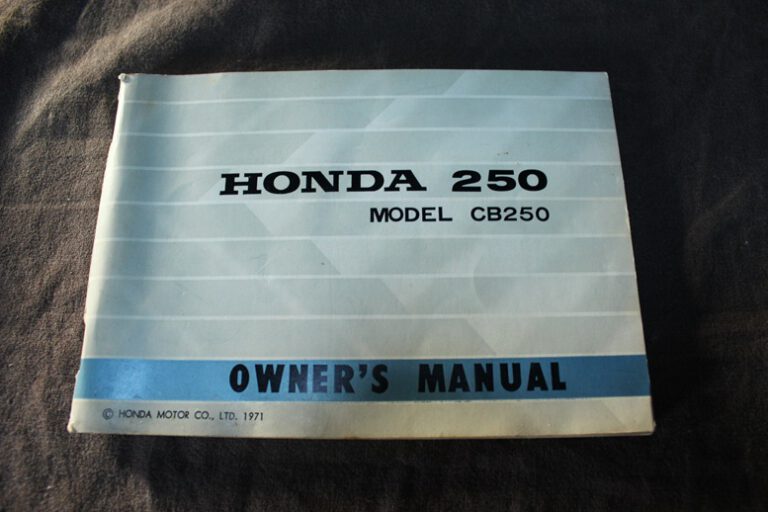 HONDA 250
MODEL CB250
OWNER'S MANUAL
© HONDA MOTOR CO., LTD. 1971